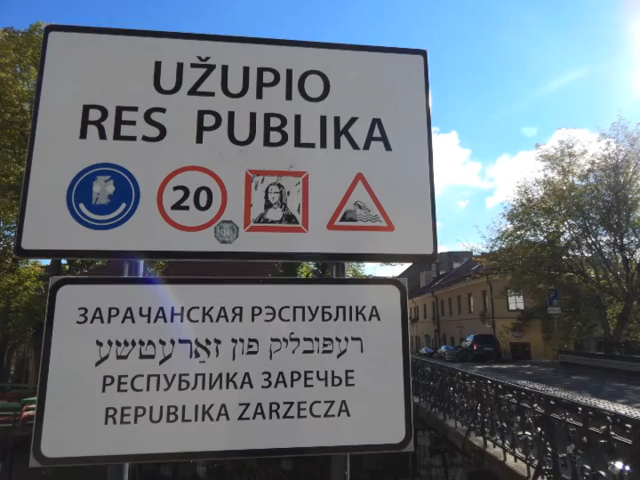 UŽUPIO
RES PUBLIKA
20
ЗАРАЧАНСКАЯ РЭСПУБЛІКА
רעפּובליק פֿון זאַרעטשע
РЕСПУБЛИКА ЗАРЕЧЬЕ
REPUBLIKA ZARZECZA